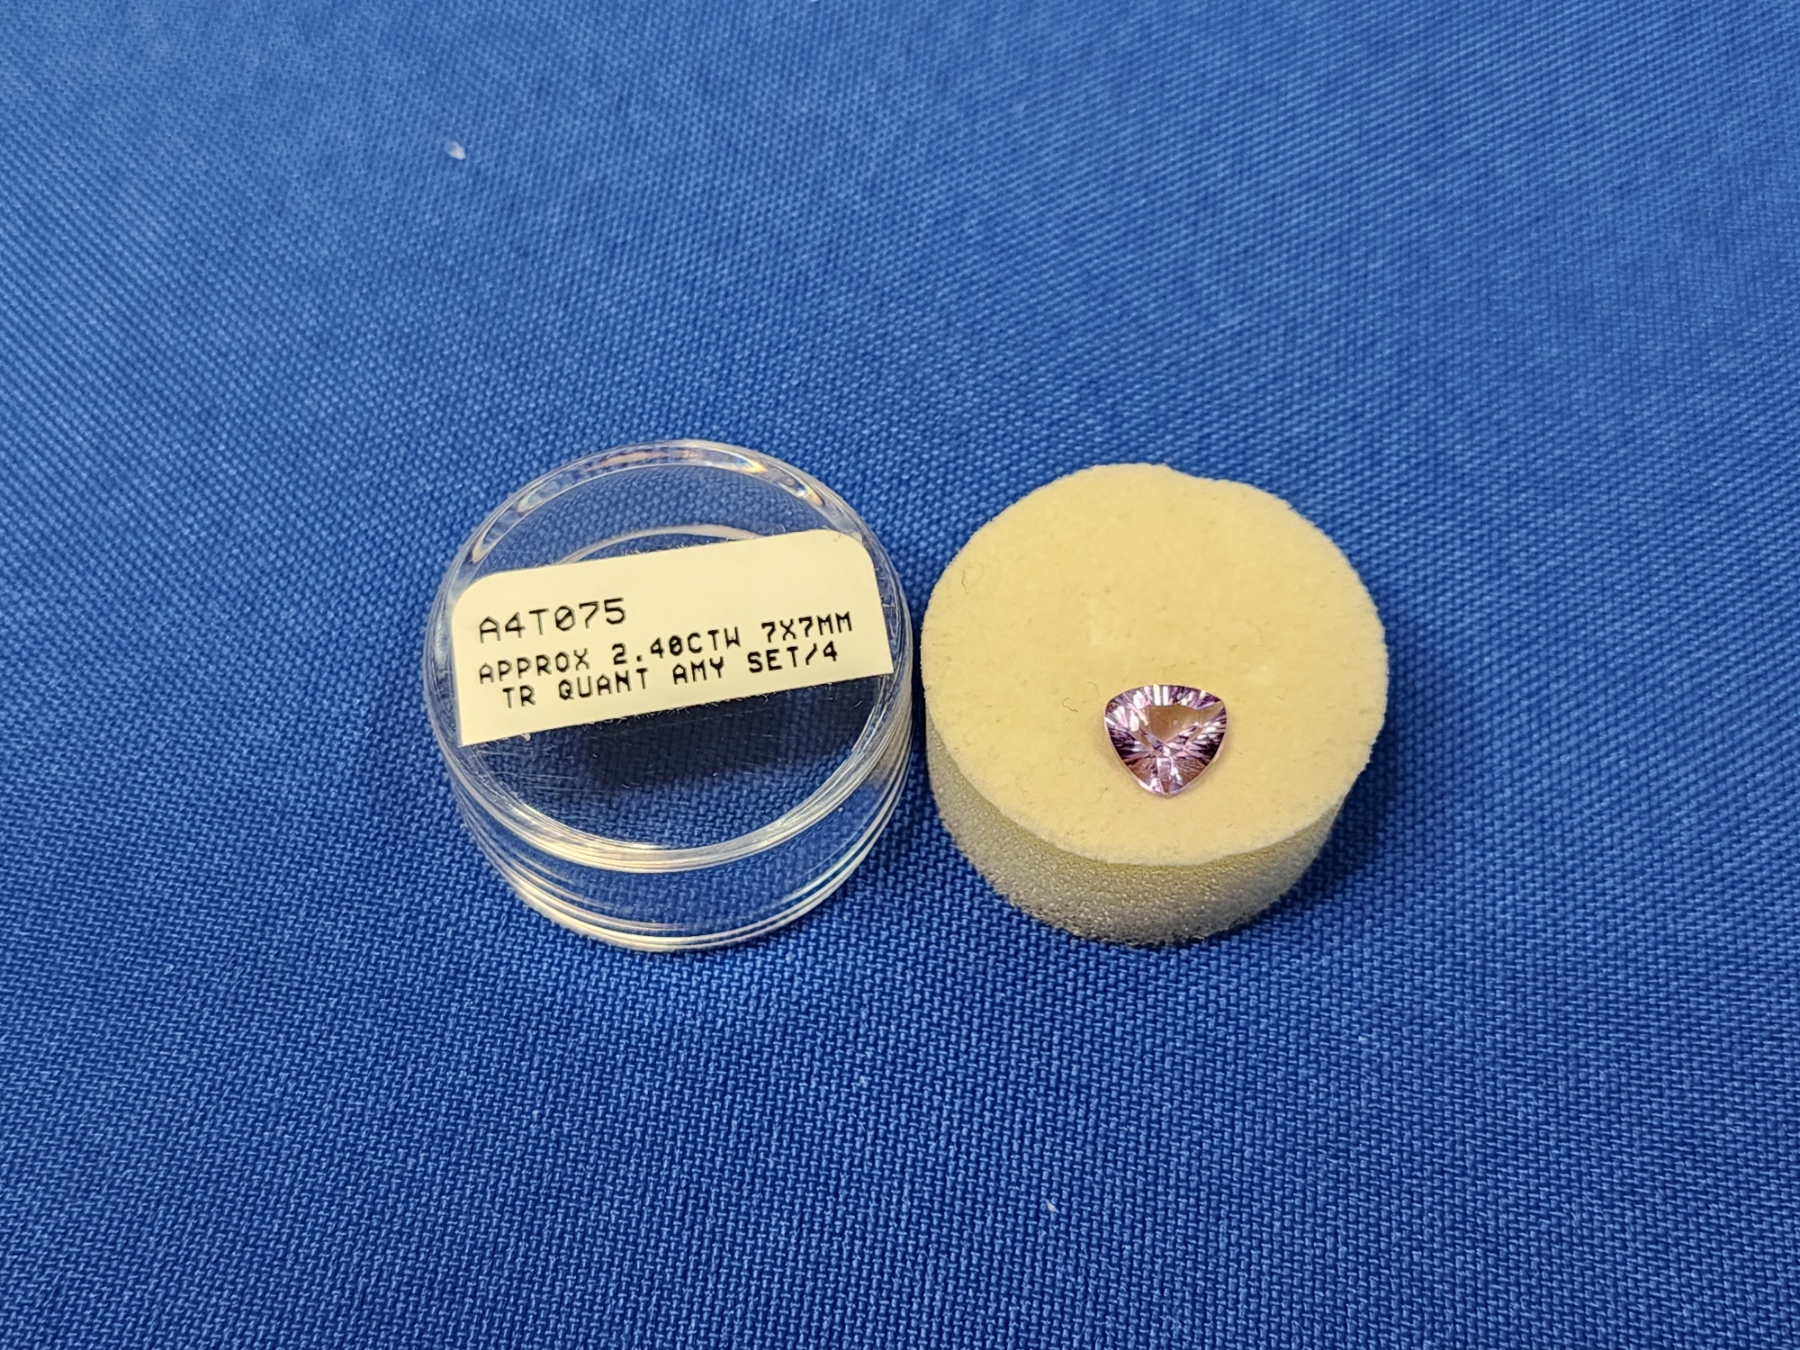 A4T075
APPROX 2.40CTW 7X7MM
TR QUANT AMY SET/4